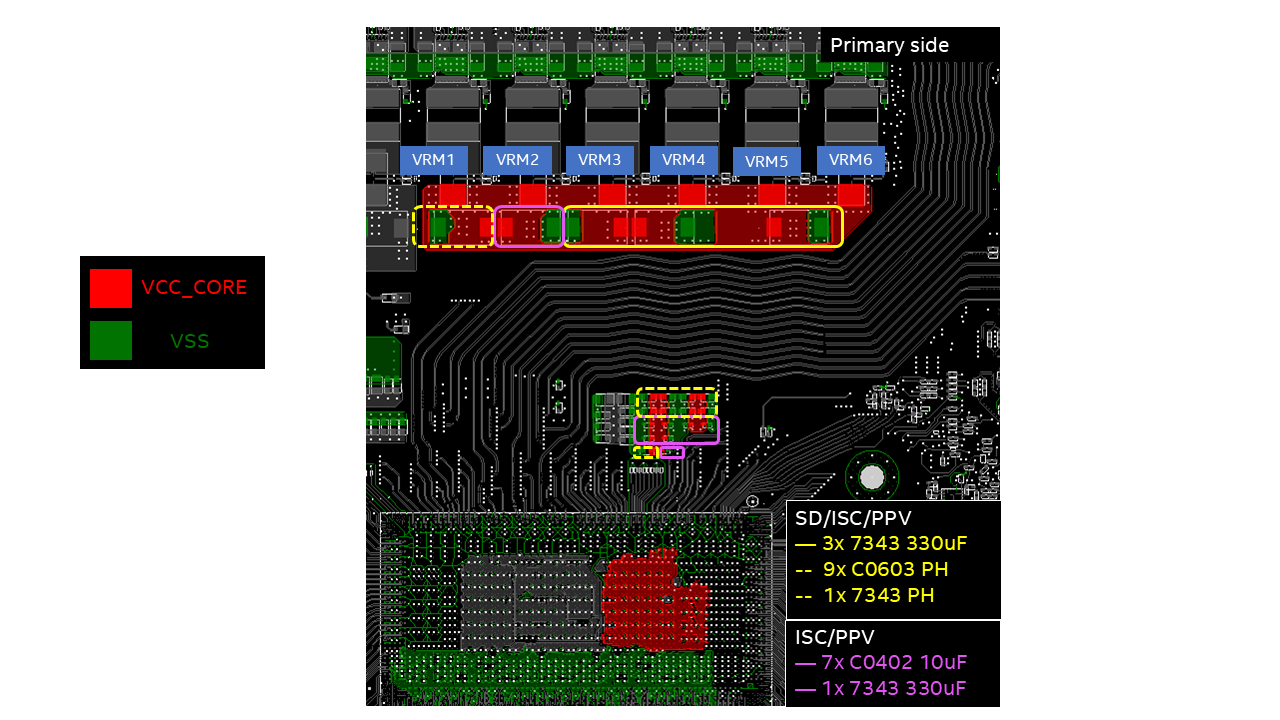 Primary side
VRM1 VRM2 VRM3 VRM4 VRM5 VRM6
VCC_CORE
VSS
SD/ISC/PPV
— 3x 7343 330uF
-- 9x C0603 PH
-- 1x 7343 PH
ISC/PPV
— 7x C0402 10uF
— 1x 7343 330uF